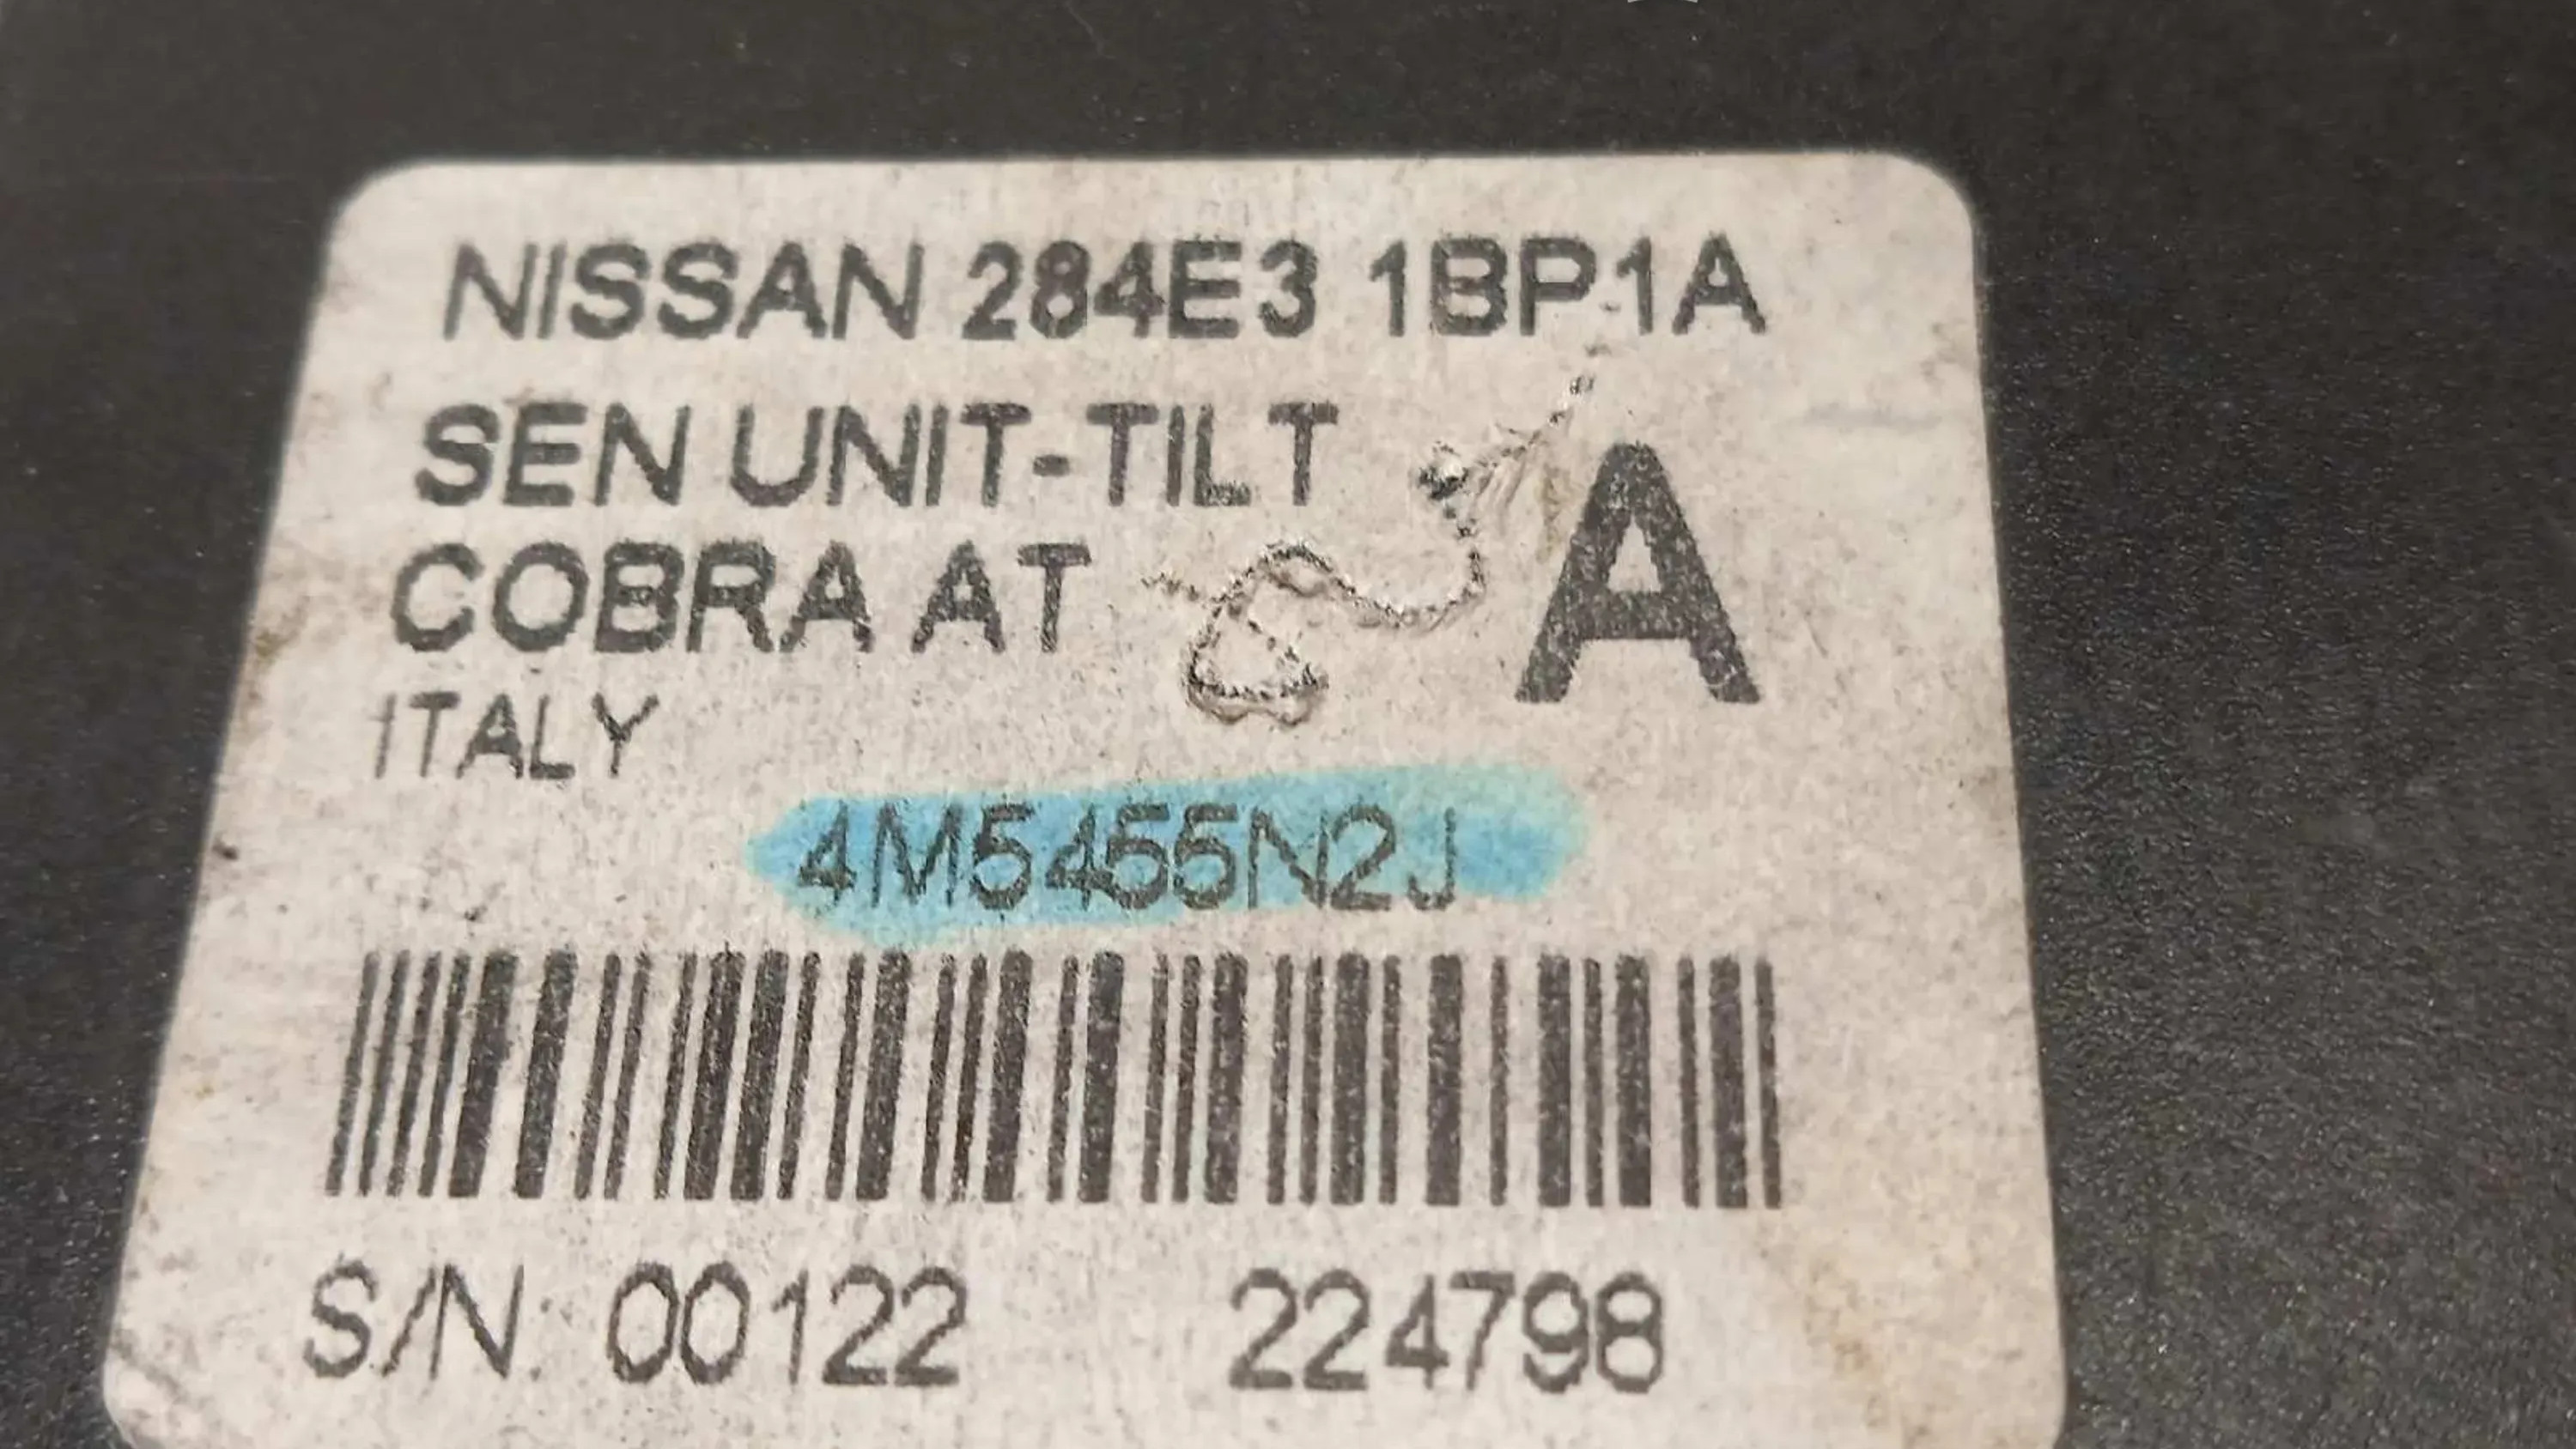 NISSAN 284E3 1BP1A
SEN UNIT-TILT
COBRA AT
A
ITALY
4M5455N2J
S/N: 00122 224798